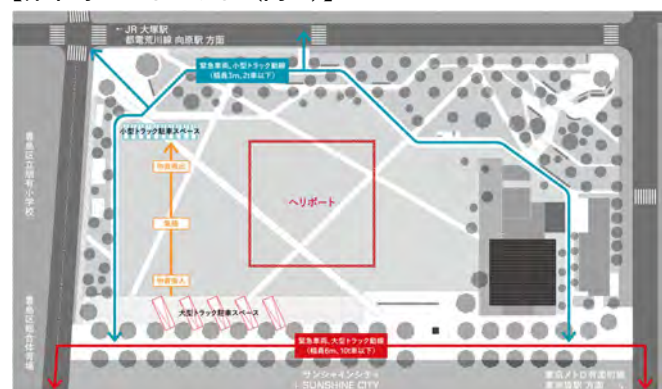 ←JR 大塚駅
都電荒川線 向原駅 方面
緊急車両、小型トラック動線
(幅員3m、2t車以下)
小型トラック駐車スペース
豊島区立朋有小学校
物資搬出
ヘリポート
集積
物資搬入
豊島区総合体育場
大型トラック駐車スペース
緊急車両、大型トラック動線
(幅員6m、10t車以下)
サンシャインシティ
↓SUNSHINE CITY
東京メトロ有楽町線
東池袋駅 方面